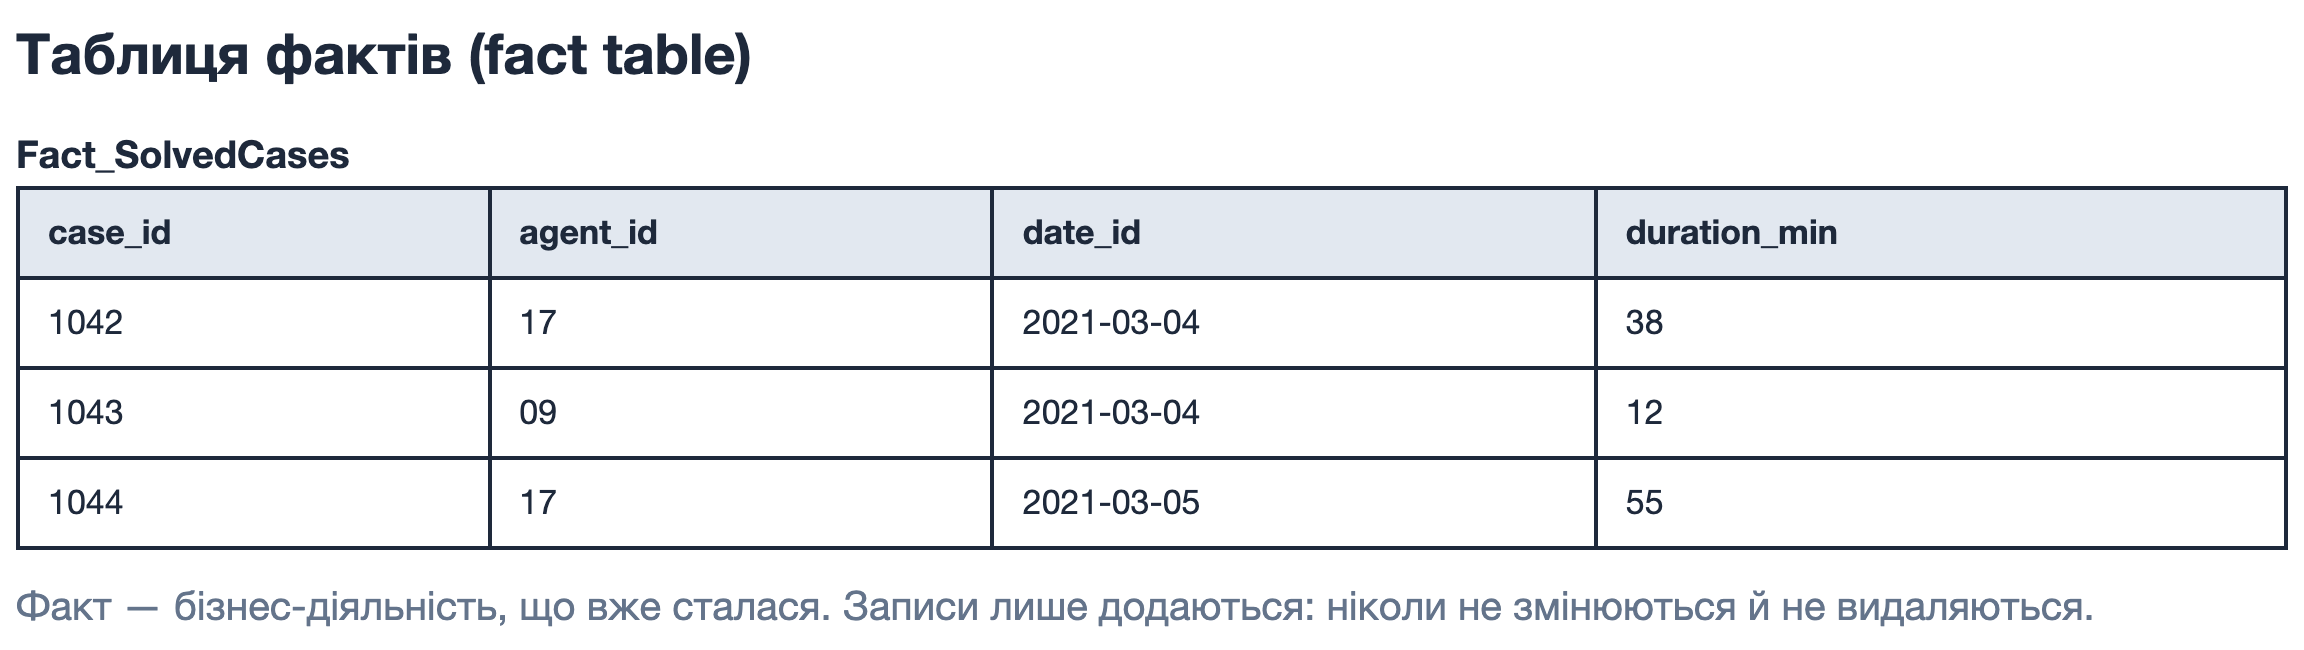 Таблиця фактів (fact table)
Fact_SolvedCases
case_id agent_id date_id duration_min
1042 17 2021-03-04 38
1043 09 2021-03-04 12
1044 17 2021-03-05 55
Факт — бізнес-діяльність, що вже сталася. Записи лише додаються: ніколи не змінюються й не видаляються.